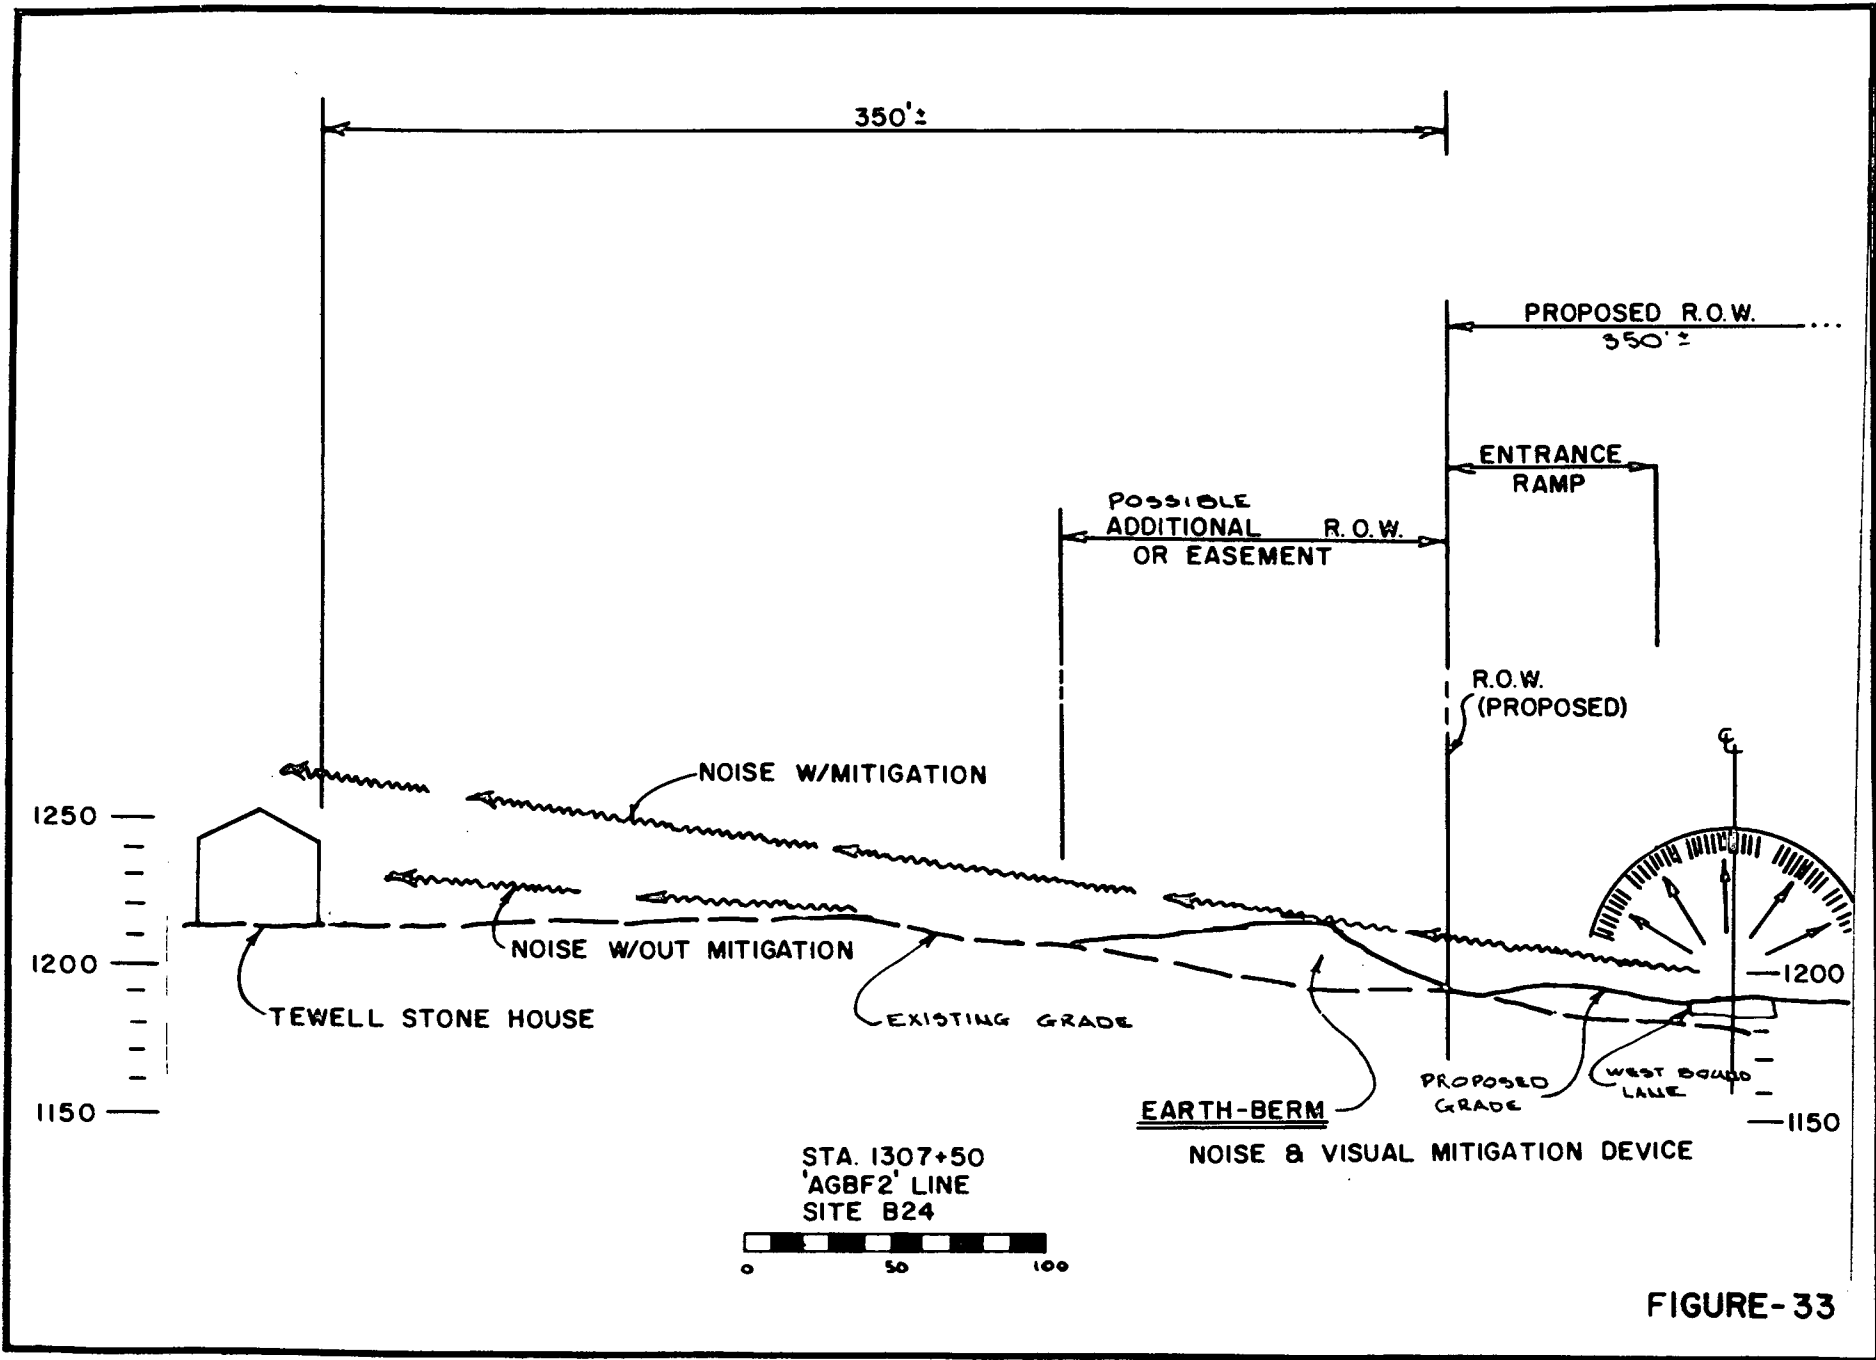 350'±
PROPOSED R.O.W.
350'±
ENTRANCE
RAMP
POSSIBLE
ADDITIONAL R.O.W.
OR EASEMENT
R.O.W.
(PROPOSED)
℄
NOISE W/MITIGATION
1250
NOISE W/OUT MITIGATION
1200
1200
TEWELL STONE HOUSE
EXISTING GRADE
PROPOSED
GRADE
WEST BOUND
LANE
1150
EARTH-BERM
1150
NOISE & VISUAL MITIGATION DEVICE
STA. 1307+50
'AGBF2' LINE
SITE B24
0 50 100
FIGURE-33